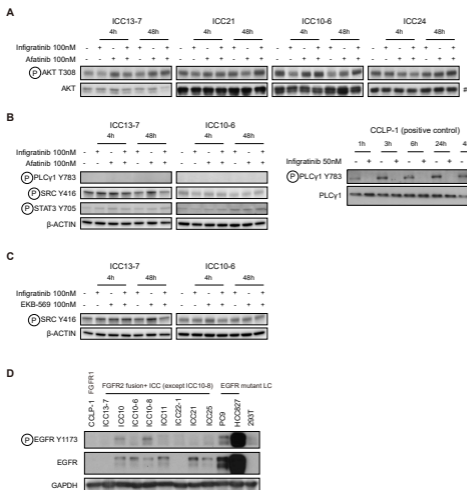 A
ICC13-7 ICC21 ICC10-6 ICC24
4h 48h 4h 48h 4h 48h 4h 48h
Infigratinib 100nM - + - + - + - + - + - + - + - + - + - + - + - +
Afatinib 100nM - - + + - + - - + + - + - - + + - + - - + + - +
P AKT T308
AKT #
B
ICC13-7 ICC10-6
4h 48h 4h 48h
CCLP-1 (positive control)
1h 3h 6h 24h
Infigratinib 100nM
Afatinib 100nM
Infigratinib 50nM - + - + - + - +
P PLCγ1 Y783
P SRC Y416
P STAT3 Y705
β-ACTIN
P PLCγ1 Y783
PLCγ1
C
ICC13-7 ICC10-6
4h 48h 4h 48h
Infigratinib 100nM
EKB-569 100nM
P SRC Y416
β-ACTIN
D
FGFR1 FGFR2 fusion+ ICC (except ICC10-8) EGFR mutant LC
CCLP-1 ICC13-7 ICC10 ICC10-6 ICC10-8 ICC11 ICC22-1 ICC21 ICC25 PC9 HCC827 293T
P EGFR Y1173
EGFR
GAPDH